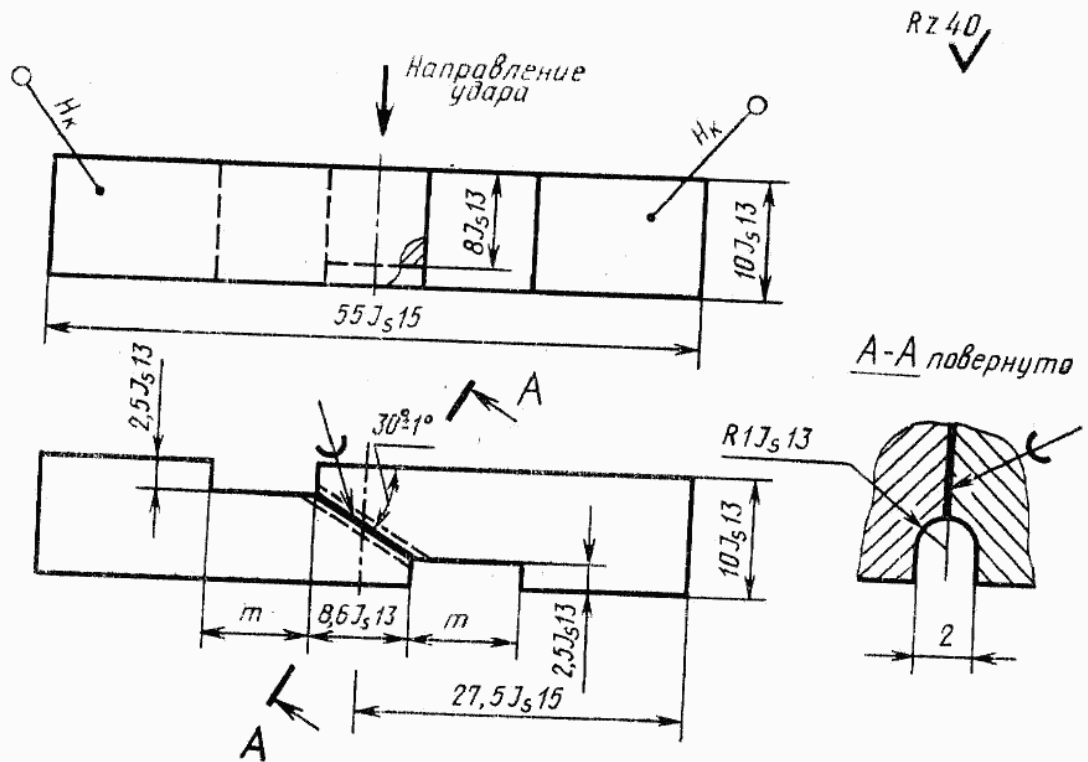 Rz 40
Направление
удара
Hк
Hк
8Js13
10Js13
55Js15
2,5Js13
A
30°±1°
A-A повернуто
R1Js13
10Js13
m
8,6Js13
m
2,5Js13
2
27,5Js15
A